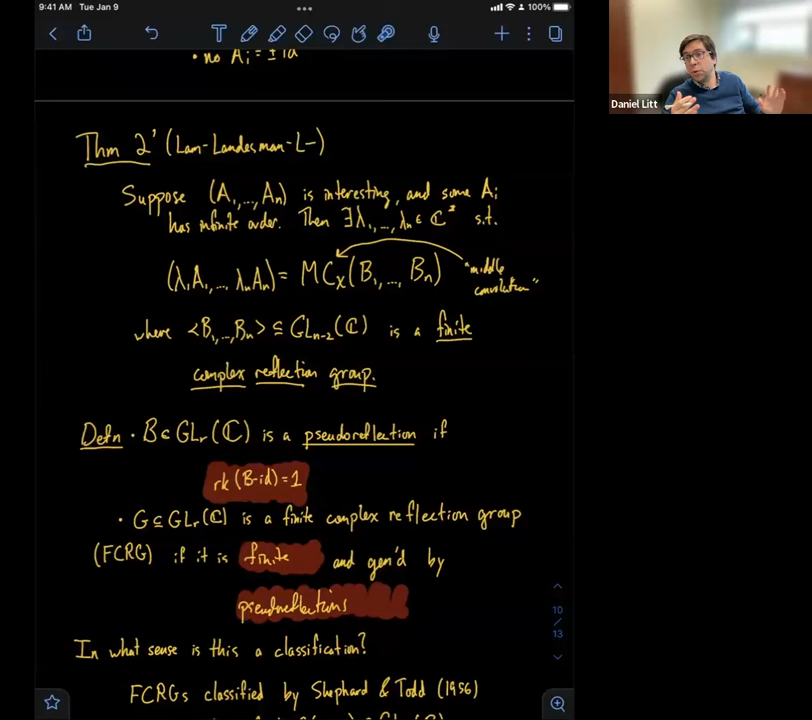 9:41 AM Tue Jan 9
100%
• no Aᵢ = ± id
Thm 2' (Lam-Landesman-L-)
Suppose (A₁,...,Aₙ) is interesting, and some Aᵢ
has infinite order. Then ∃λ₁,...,λₙ ∈ ℂˣ s.t.
(λ₁A₁,...,λₙAₙ) = MC_χ(B₁,..., Bₙ)
"middle
convolution"
where <B₁,...,Bₙ> ⊆ GLₙ₋₂(ℂ) is a finite
complex reflection group.
Defn • B ∈ GLᵣ(ℂ) is a pseudoreflection if
rk (B-id) = 1
• G ⊆ GLᵣ(ℂ) is a finite complex reflection group
(FCRG) if it is finite and gen'd by
pseudoreflections
In what sense is this a classification?
FCRGs classified by Shephard & Todd (1956)
10
/
13
Daniel Litt